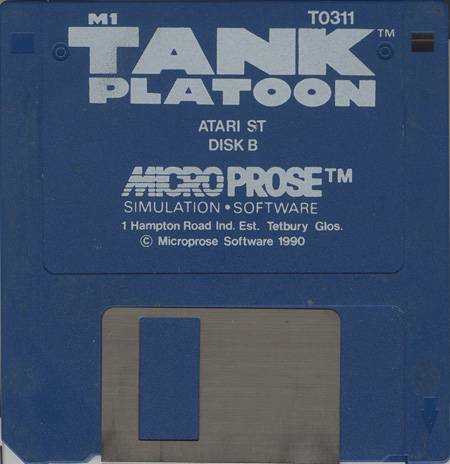 M1 T0311
TANK™
PLATOON
ATARI ST
DISK B
MICROPROSE™
SIMULATION • SOFTWARE
1 Hampton Road Ind. Est. Tetbury Glos.
© Microprose Software 1990